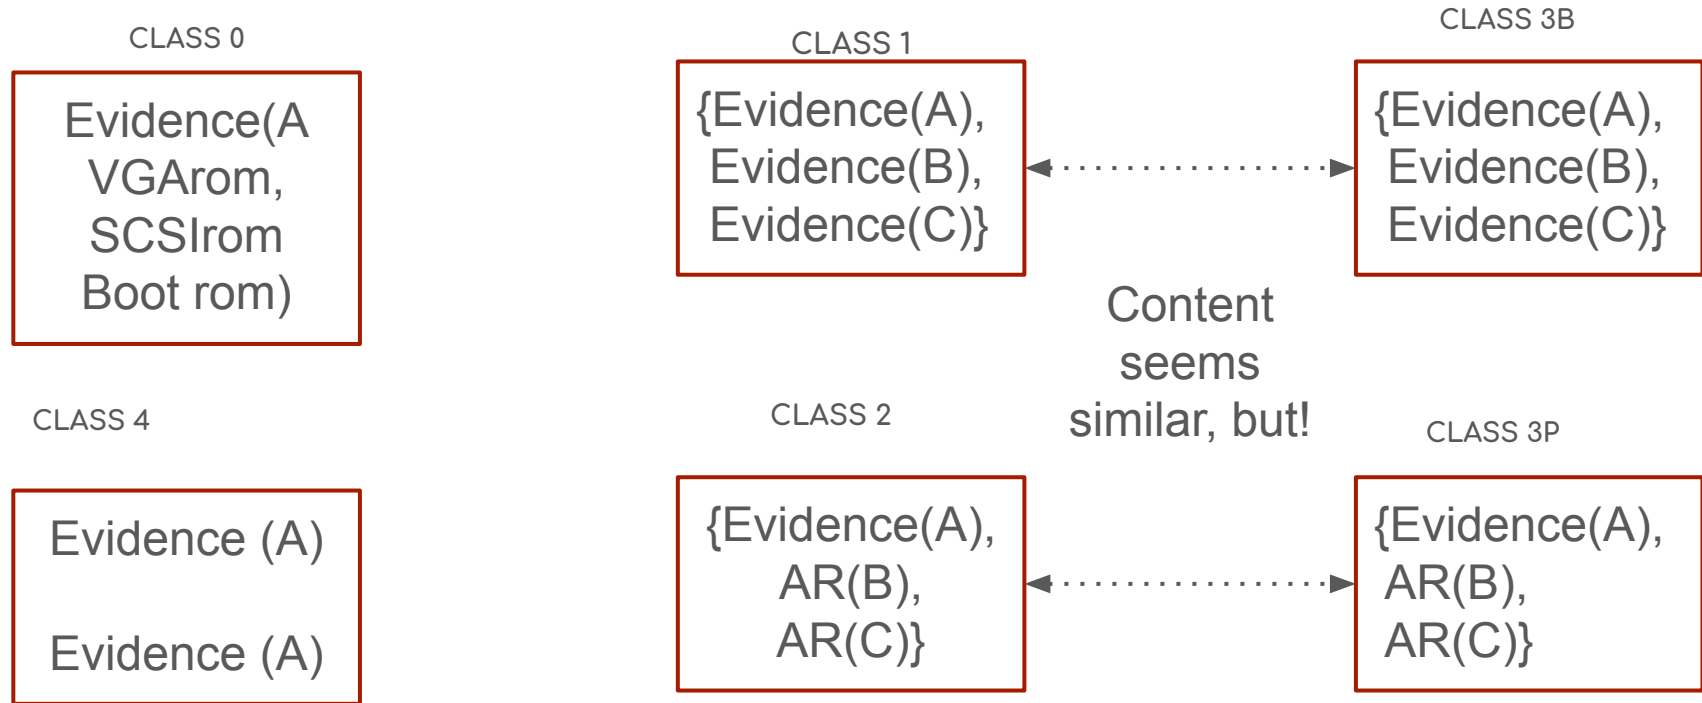 CLASS 0
Evidence(A
VGArom,
SCSIrom
Boot rom)
CLASS 1
{Evidence(A),
Evidence(B),
Evidence(C)}
CLASS 3B
{Evidence(A),
Evidence(B),
Evidence(C)}
Content
seems
similar, but!
CLASS 4
Evidence (A)
Evidence (A)
CLASS 2
{Evidence(A),
AR(B),
AR(C)}
CLASS 3P
{Evidence(A),
AR(B),
AR(C)}